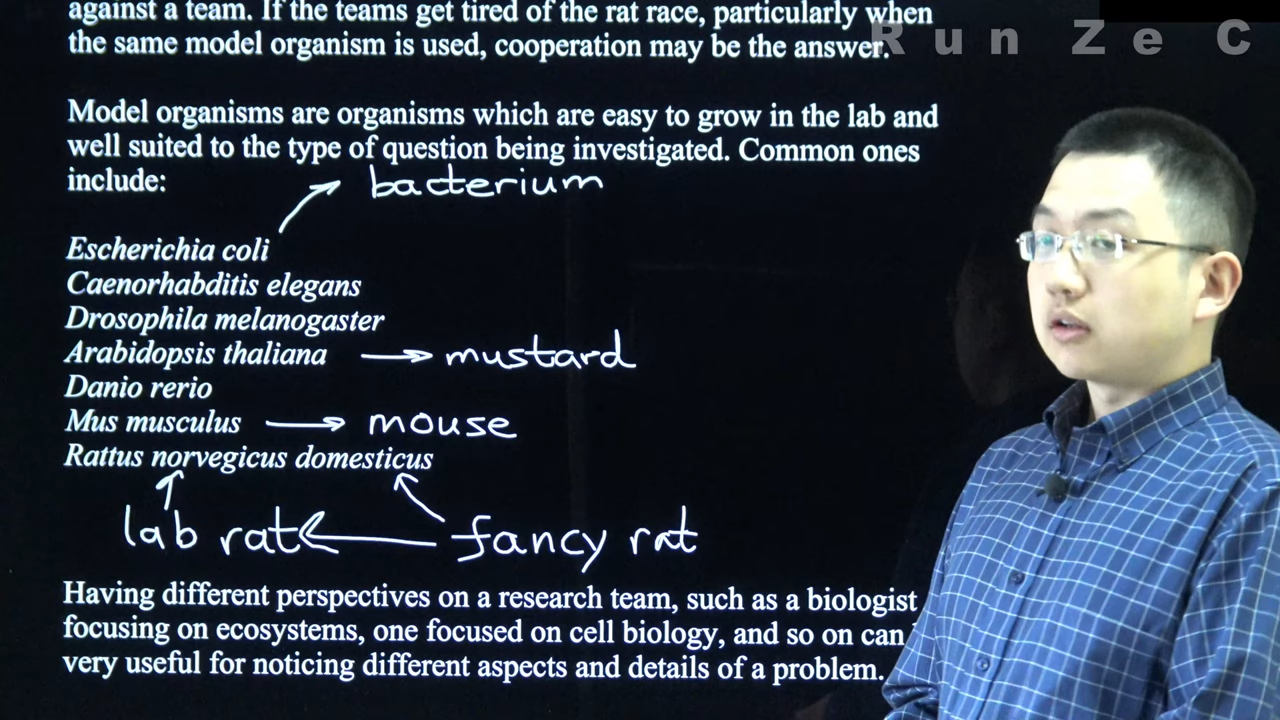 against a team. If the teams get tired of the rat race, particularly when
the same model organism is used, cooperation may be the answer.
Run Ze C
Model organisms are organisms which are easy to grow in the lab and
well suited to the type of question being investigated. Common ones
include:
bacterium
Escherichia coli
Caenorhabditis elegans
Drosophila melanogaster
Arabidopsis thaliana → mustard
Danio rerio
Mus musculus → mouse
Rattus norvegicus domesticus
lab rat ← fancy rat
Having different perspectives on a research team, such as a biologist
focusing on ecosystems, one focused on cell biology, and so on can
very useful for noticing different aspects and details of a problem.